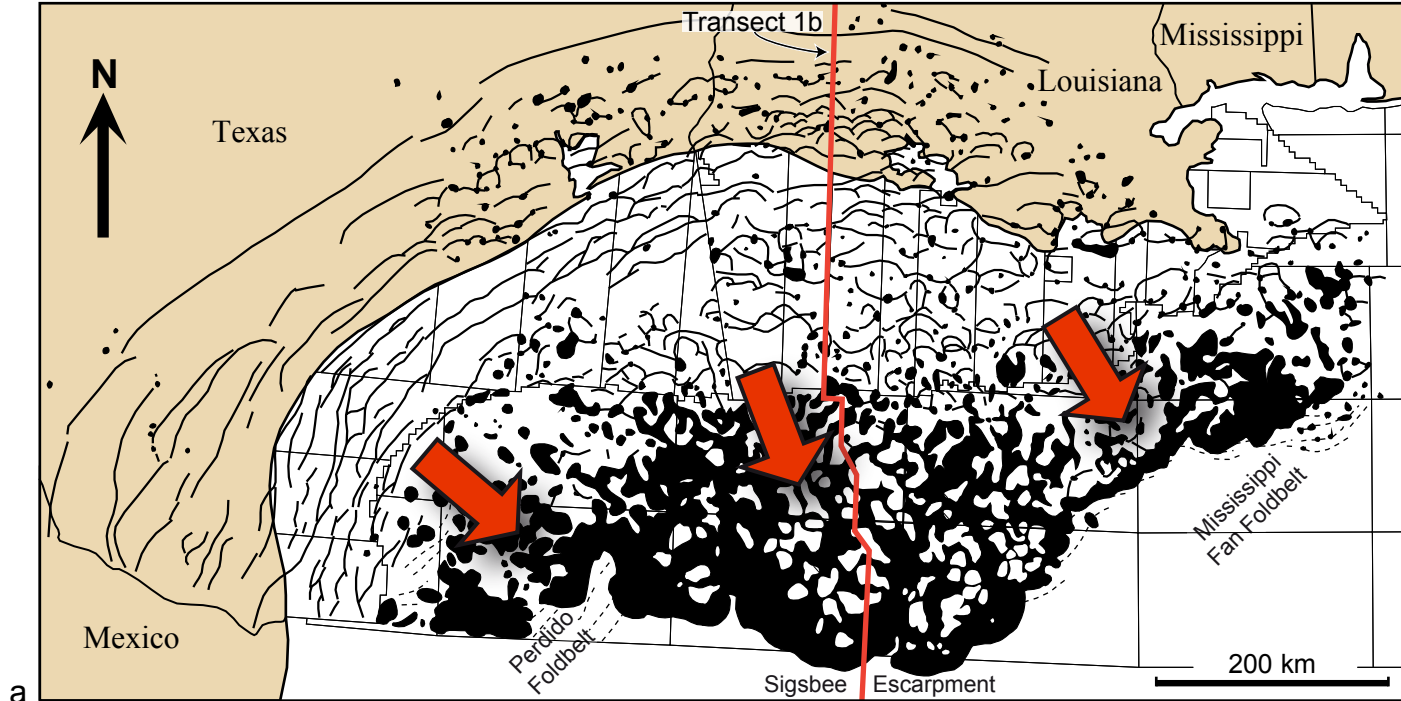 Transect 1b
Mississippi
N
Louisiana
Texas
Mississippi
Fan Foldbelt
Mexico
Perdido
Foldbelt
200 km
Sigsbee Escarpment
a